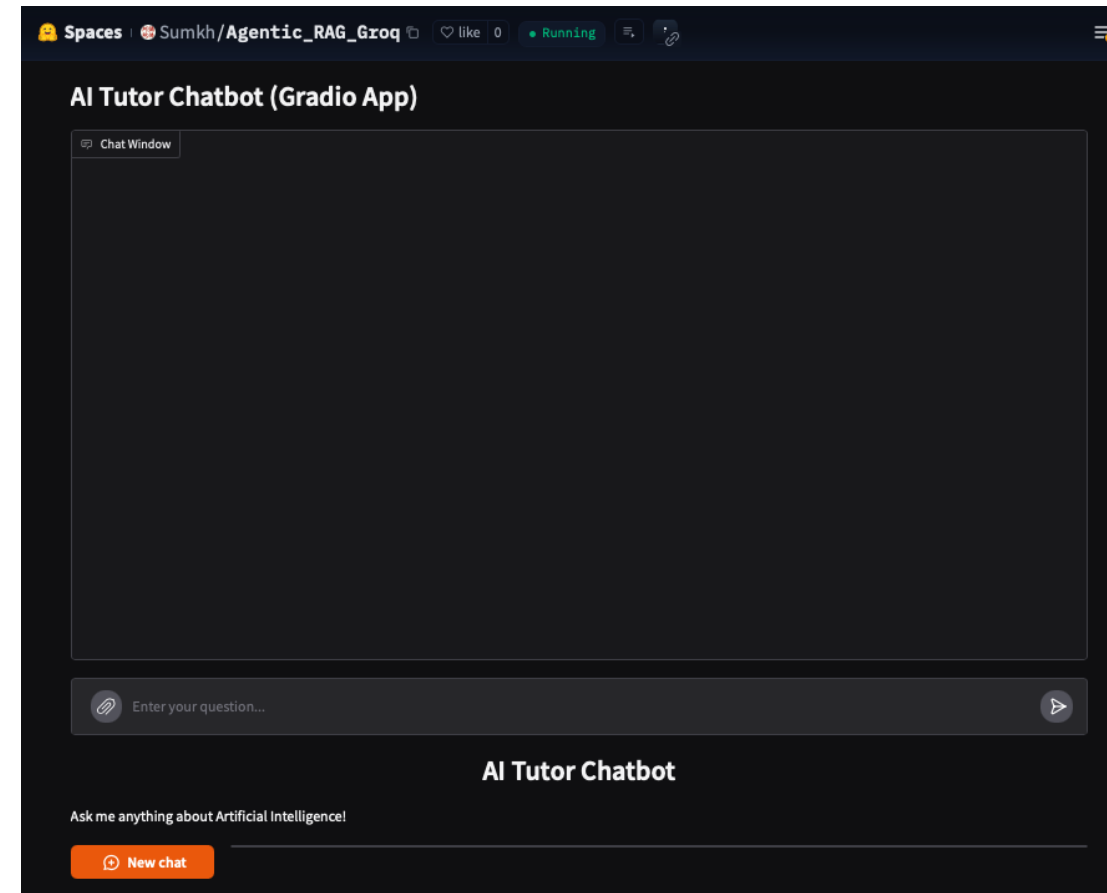 Spaces Sumkh/Agentic_RAG_Groq like 0 Running
AI Tutor Chatbot (Gradio App)
Chat Window
Enter your question...
AI Tutor Chatbot
Ask me anything about Artificial Intelligence!
New chat